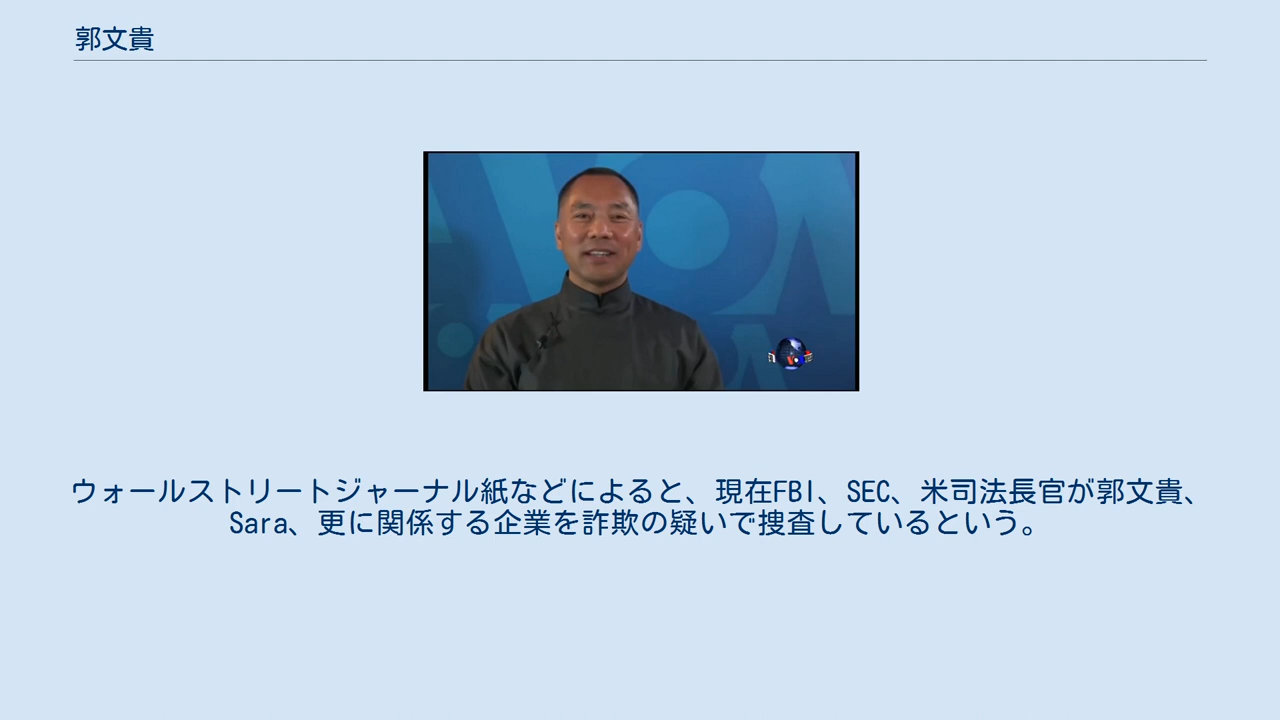 郭文貴
VOA
ウォールストリートジャーナル紙などによると、現在FBI、SEC、米司法長官が郭文貴、
Sara、更に関係する企業を詐欺の疑いで捜査しているという。